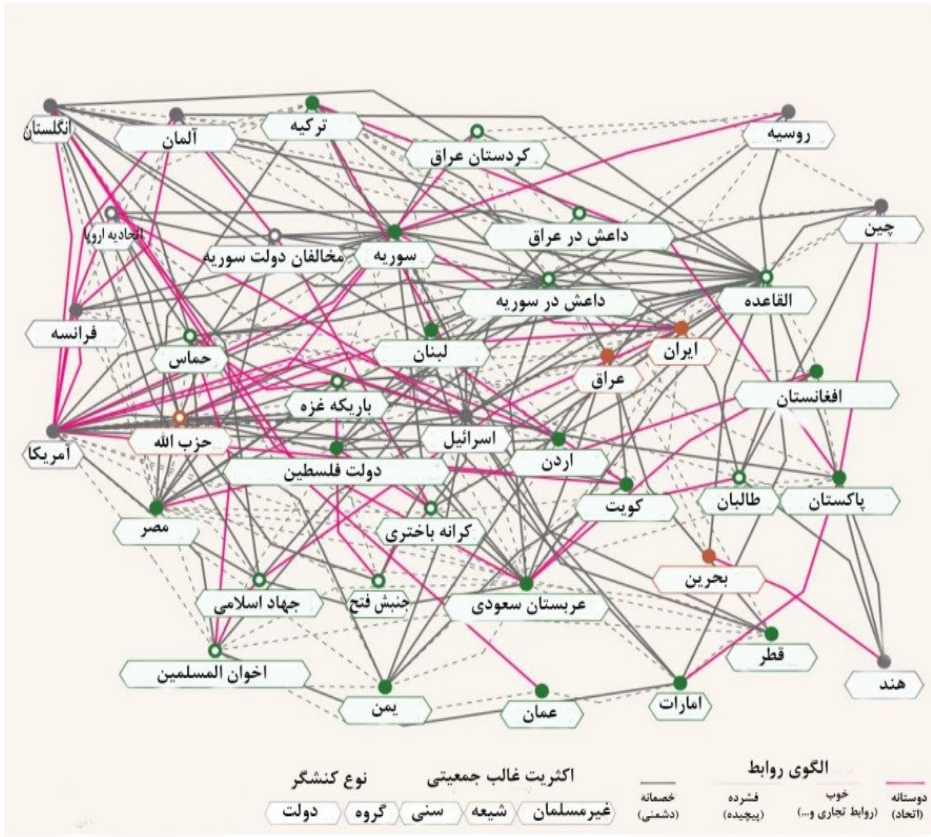 انگلستان
آلمان
ترکیه
کردستان عراق
روسیه
اتحادیه اروپا
مخالفان دولت سوریه
سوریه
داعش در عراق
چین
فرانسه
حماس
لبنان
داعش در سوریه
القاعده
ایران
عراق
باریکه غزه
افغانستان
آمریکا
حزب الله
دولت فلسطین
اسرائیل
اردن
کویت
طالبان
پاکستان
مصر
کرانه باختری
بحرین
جهاد اسلامی
جنبش فتح
عربستان سعودی
اخوان المسلمین
یمن
عمان
امارات
قطر
هند
الگوی روابط
دوستانه
(اتحاد)
خوب
(روابط تجاری و...)
فشرده
(پیچیده)
خصمانه
(دشمنی)
اکثریت غالب جمعیتی
غیرمسلمان
شیعه
سنی
نوع کنشگر
گروه
دولت